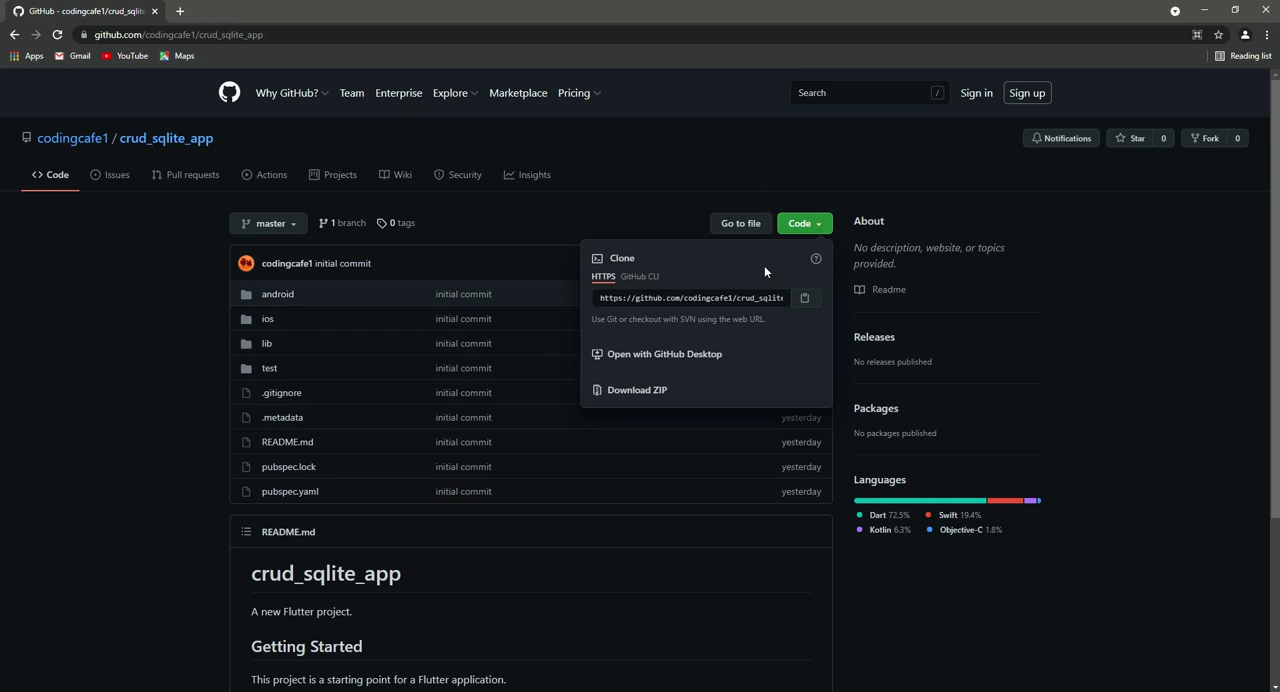 GitHub - codingcafe1/crud_sqlit
github.com/codingcafe1/crud_sqlite_app
Apps Gmail YouTube Maps Reading list
Why GitHub? Team Enterprise Explore Marketplace Pricing Search / Sign in Sign up
codingcafe1 / crud_sqlite_app Notifications Star 0 Fork 0
<> Code Issues Pull requests Actions Projects Wiki Security Insights
master 1 branch 0 tags Go to file Code
codingcafe1 initial commit
android initial commit
ios initial commit
lib initial commit
test initial commit
.gitignore initial commit
.metadata initial commit yesterday
README.md initial commit yesterday
pubspec.lock initial commit yesterday
pubspec.yaml initial commit yesterday
Clone ?
HTTPS GitHub CLI
https://github.com/codingcafe1/crud_sqlit
Use Git or checkout with SVN using the web URL.
Open with GitHub Desktop
Download ZIP
README.md
crud_sqlite_app
A new Flutter project.
Getting Started
This project is a starting point for a Flutter application.
About
No description, website, or topics
provided.
Readme
Releases
No releases published
Packages
No packages published
Languages
Dart 72.5% Swift 19.4%
Kotlin 6.3% Objective-C 1.8%